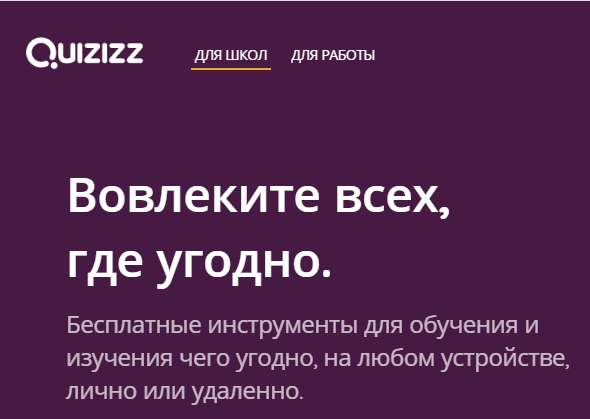 Quizizz
ДЛЯ ШКОЛ ДЛЯ РАБОТЫ
Вовлеките всех,
где угодно.
Бесплатные инструменты для обучения и
изучения чего угодно, на любом устройстве,
лично или удаленно.